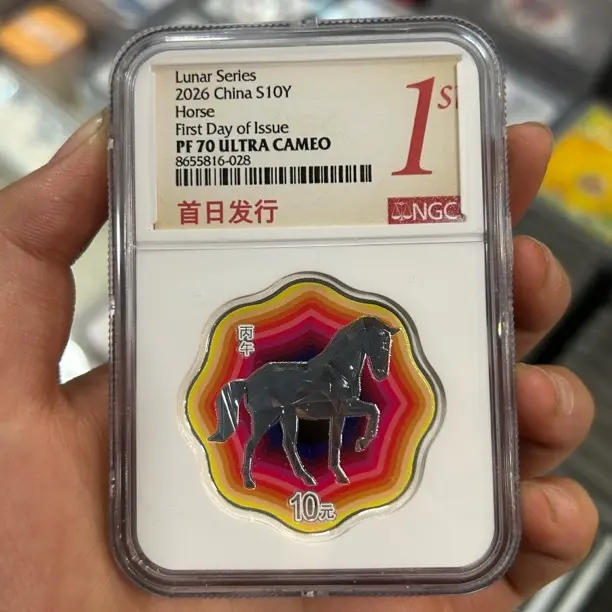 Lunar Series
2026 China S10Y
Horse
First Day of Issue
PF 70 ULTRA CAMEO
8655816-028
首日发行
1ST
NGC
丙午
10元